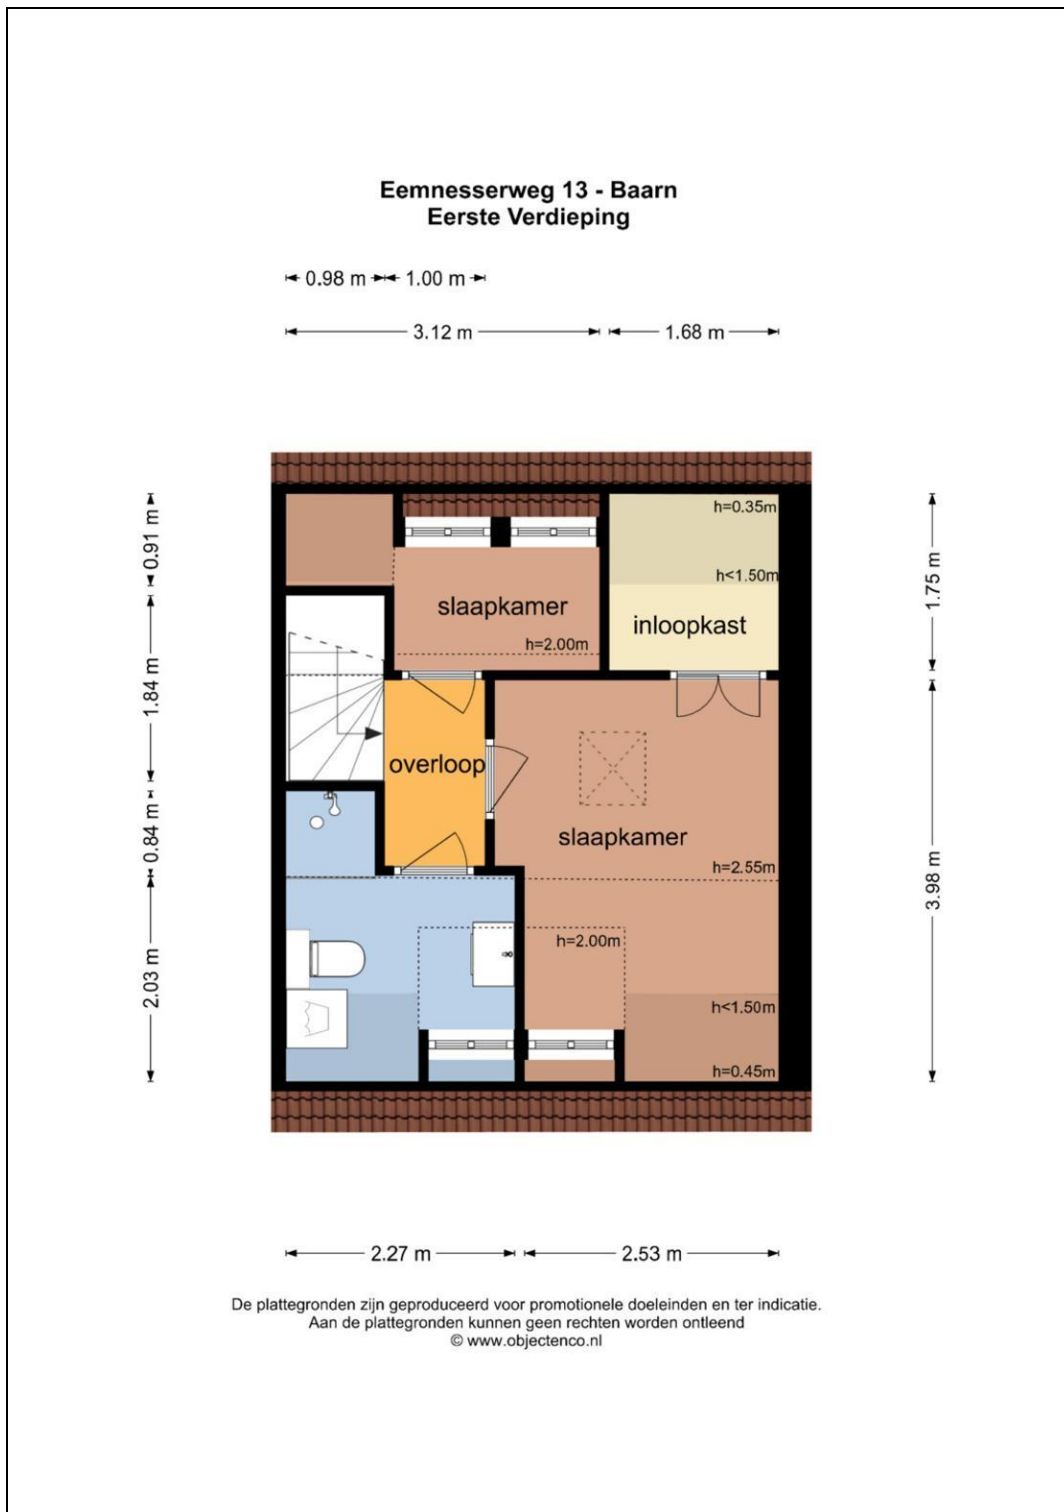 Eemnesserweg 13 - Baarn
Eerste Verdieping
0.98 m
1.00 m
3.12 m
1.68 m
0.91 m
1.84 m
0.84 m
2.03 m
h=0.35m
h<1.50m
slaapkamer
inloopkast
h=2.00m
1.75 m
overloop
slaapkamer
h=2.55m
3.98 m
h=2.00m
h<1.50m
h=0.45m
2.27 m
2.53 m
De plattegronden zijn geproduceerd voor promotionele doeleinden en ter indicatie.
Aan de plattegronden kunnen geen rechten worden ontleend
© www.objectenco.nl